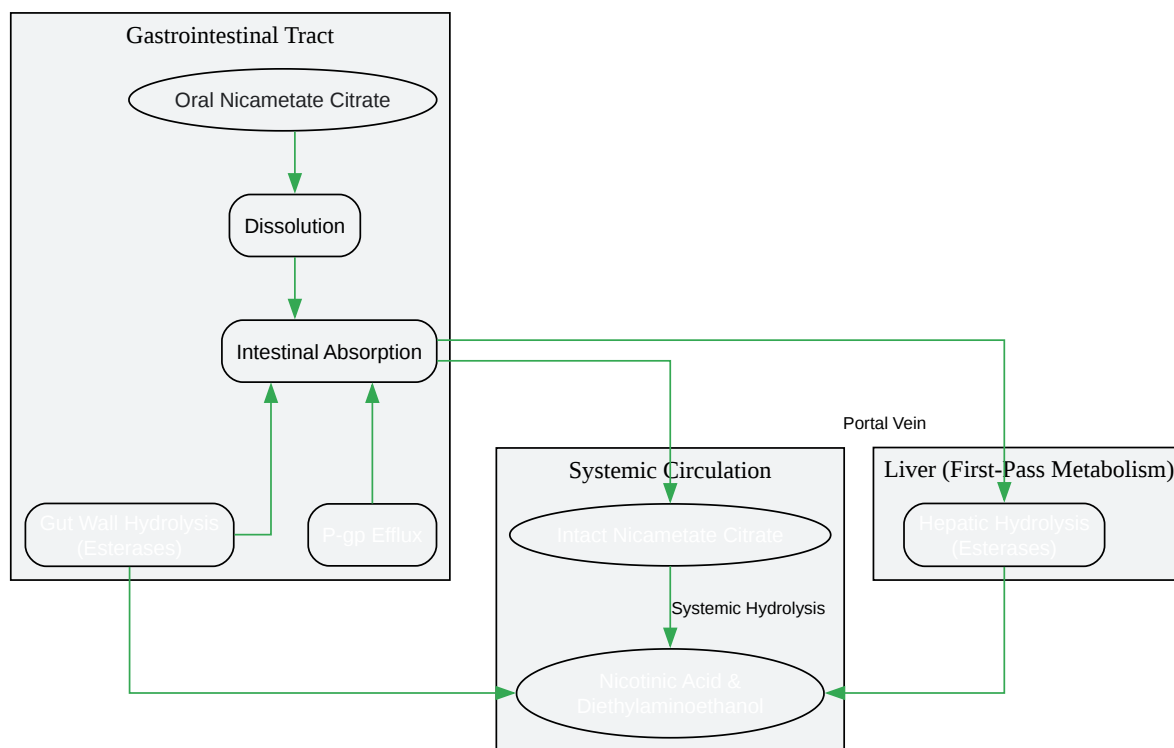 Gastrointestinal Tract
Oral Nicametate Citrate
Dissolution
Intestinal Absorption
Portal Vein
Systemic Circulation
Liver (First-Pass Metabolism)
Gut Wall Hydrolysis
(Esterases)
P-gp Efflux
Intact Nicametate Citrate
Hepatic Hydrolysis
(Esterases)
Systemic Hydrolysis
Nicotinic Acid &
Diethylaminoethanol